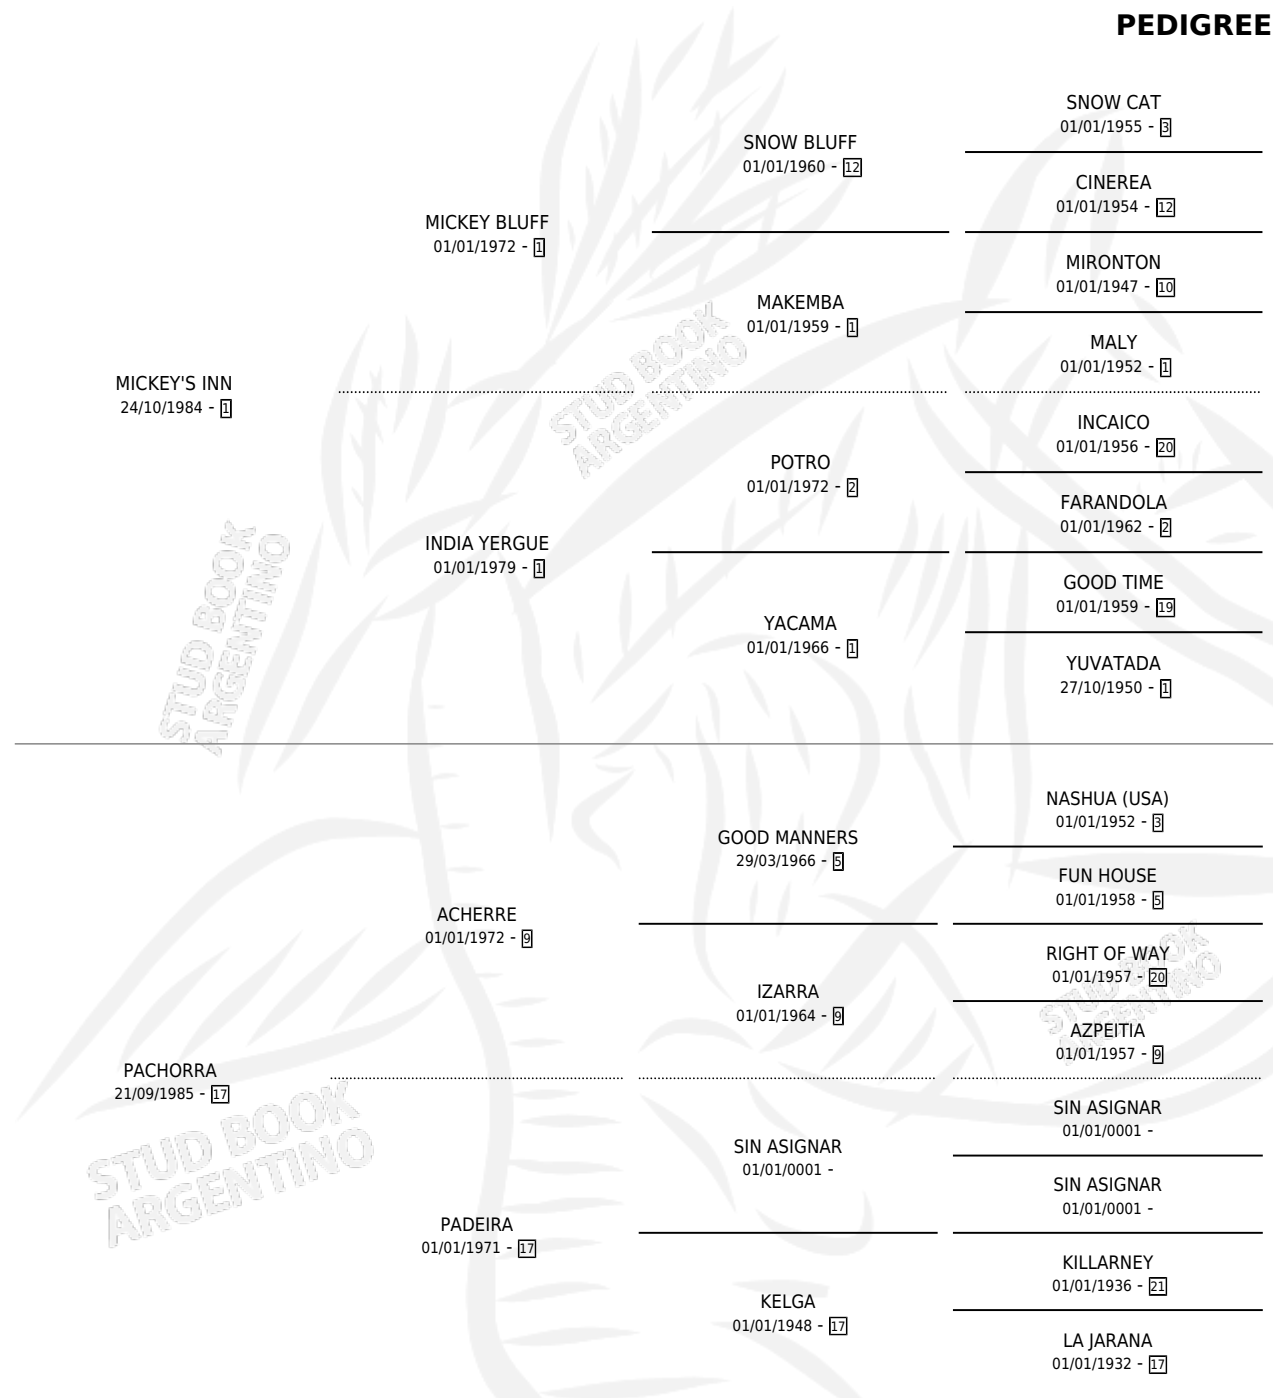 PEDIGREE
SNOW CAT
01/01/1955 - 3
SNOW BLUFF
01/01/1960 - 12
CINEREA
01/01/1954 - 12
MICKEY BLUFF
01/01/1972 - 1
MIRONTON
01/01/1947 - 10
MAKEMBA
01/01/1959 - 1
MALY
01/01/1952 - 1
MICKEY'S INN
24/10/1984 - 1
INCAICO
01/01/1956 - 20
POTRO
01/01/1972 - 2
FARANDOLA
01/01/1962 - 2
INDIA YERGUE
01/01/1979 - 1
GOOD TIME
01/01/1959 - 19
YACAMA
01/01/1966 - 1
YUVATADA
27/10/1950 - 1
NASHUA (USA)
01/01/1952 - 3
GOOD MANNERS
29/03/1966 - 5
FUN HOUSE
01/01/1958 - 5
ACHERRE
01/01/1972 - 9
RIGHT OF WAY
01/01/1957 - 20
IZARRA
01/01/1964 - 9
AZPEITIA
01/01/1957 - 9
PACHORRA
21/09/1985 - 17
SIN ASIGNAR
01/01/0001 -
SIN ASIGNAR
01/01/0001 -
SIN ASIGNAR
01/01/0001 -
PADEIRA
01/01/1971 - 17
KILLARNEY
01/01/1936 - 21
KELGA
01/01/1948 - 17
LA JARANA
01/01/1932 - 17
STUD BOOK
ARGENTINO
STUD BOOK
ARGENTINO
STUD BOOK
ARGENTINO
STUD BOOK
ARGENTINO